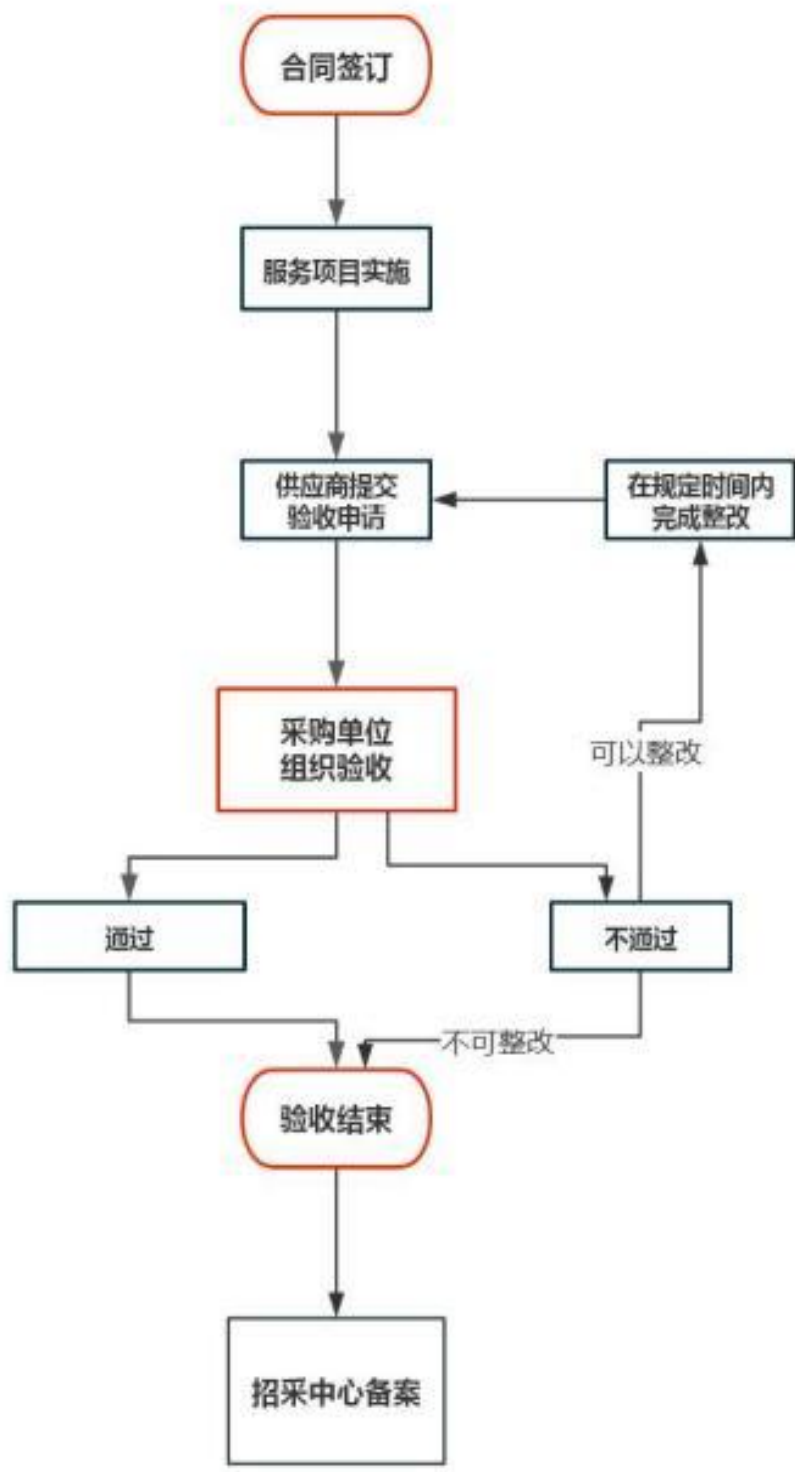 合同签订
服务项目实施
供应商提交
验收申请
在规定时间内
完成整改
采购单位
组织验收
可以整改
通过
不通过
不可整改
验收结束
招采中心备案